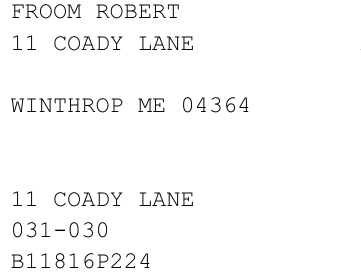 FROOM ROBERT
11 COADY LANE
WINTHROP ME 04364
11 COADY LANE
031-030
B11816P224